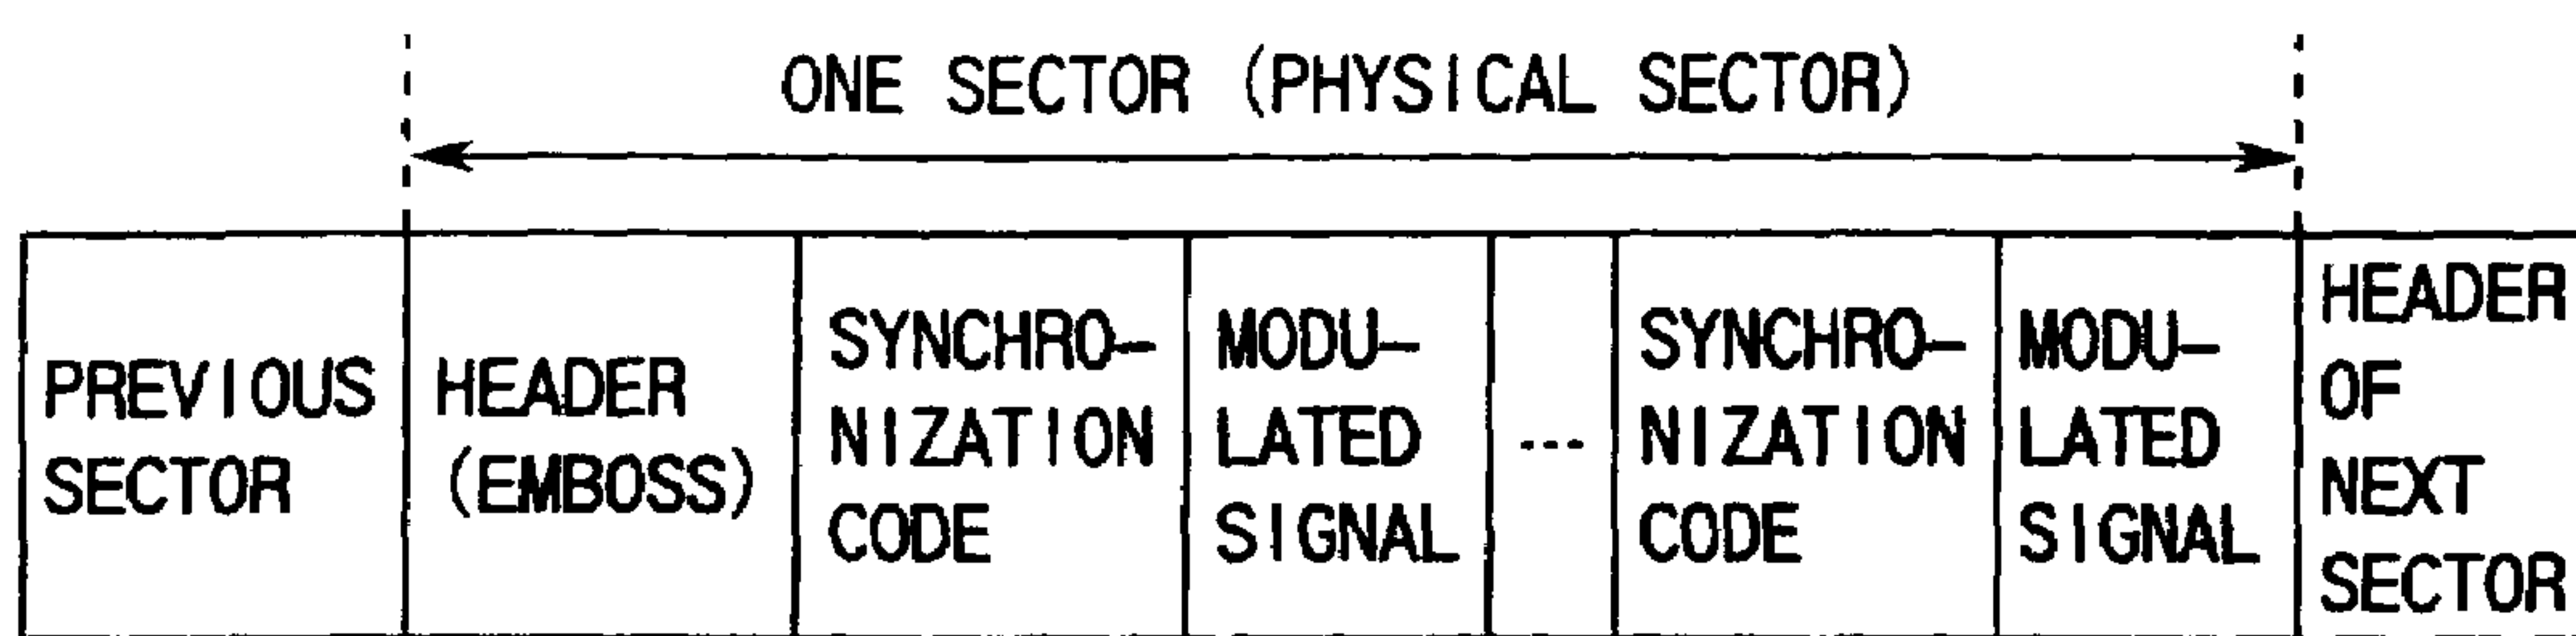 ONE SECTOR (PHYSICAL SECTOR)
PREVIOUS
SECTOR
HEADER
(EMBOSS)
SYNCHRO-
NIZATION
CODE
MODU-
LATED
SIGNAL
---
SYNCHRO-
NIZATION
CODE
MODU-
LATED
SIGNAL
HEADER
OF
NEXT
SECTOR